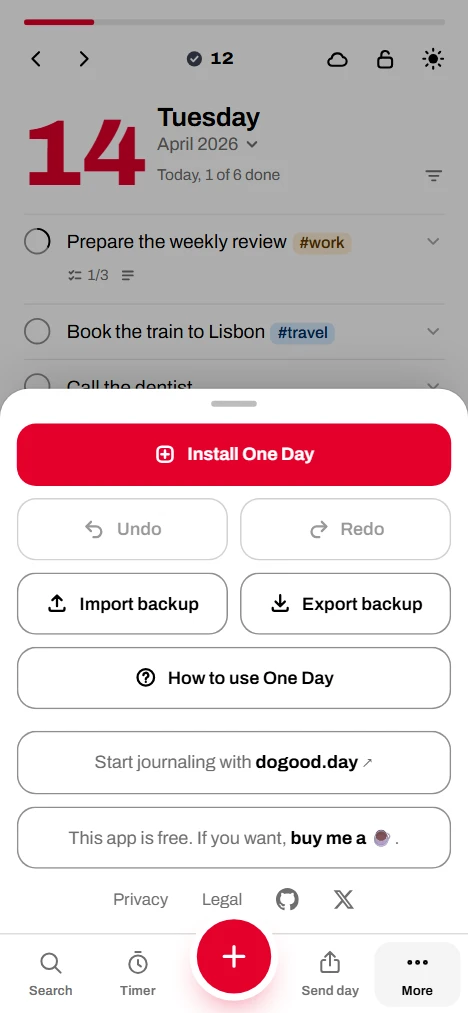 12
14
Tuesday
April 2026
Today, 1 of 6 done
Prepare the weekly review #work
1/3
Book the train to Lisbon #travel
Call the dentist
Install One Day
Undo
Redo
Import backup
Export backup
How to use One Day
Start journaling with dogood.day ↗
This app is free. If you want, buy me a ☕ .
Privacy
Legal
Search
Timer
Send day
More